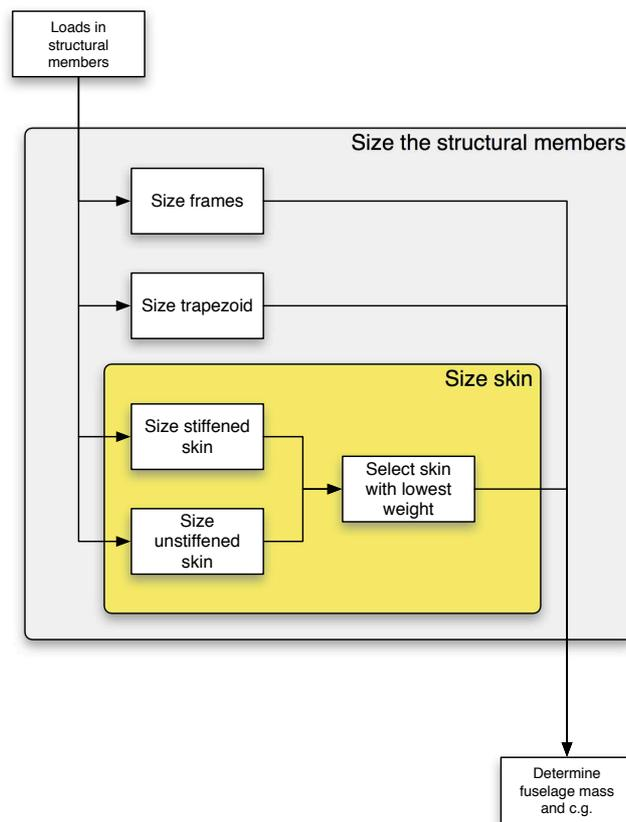 Loads in
structural
members
Size the structural members
Size frames
Size trapezoid
Size skin
Size stiffened
skin
Size
unstiffened
skin
Select skin
with lowest
weight
Determine
fuselage mass
and c.g.